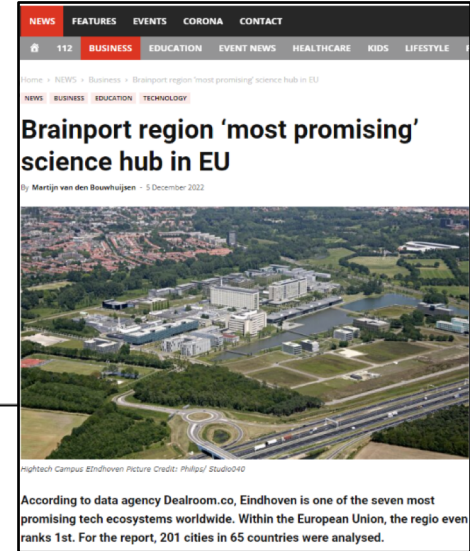 NEWS FEATURES EVENTS CORONA CONTACT
112 BUSINESS EDUCATION EVENT NEWS HEALTHCARE KIDS LIFESTYLE
Home › NEWS › Business › Brainport region 'most promising' science hub in EU
NEWS BUSINESS EDUCATION TECHNOLOGY
Brainport region ‘most promising’
science hub in EU
By Martijn van den Bouwhuijsen - 5 December 2022
Hightech Campus EIndhoven Picture Credit: Philips/ Studio040
According to data agency Dealroom.co, Eindhoven is one of the seven most
promising tech ecosystems worldwide. Within the European Union, the regio even
ranks 1st. For the report, 201 cities in 65 countries were analysed.